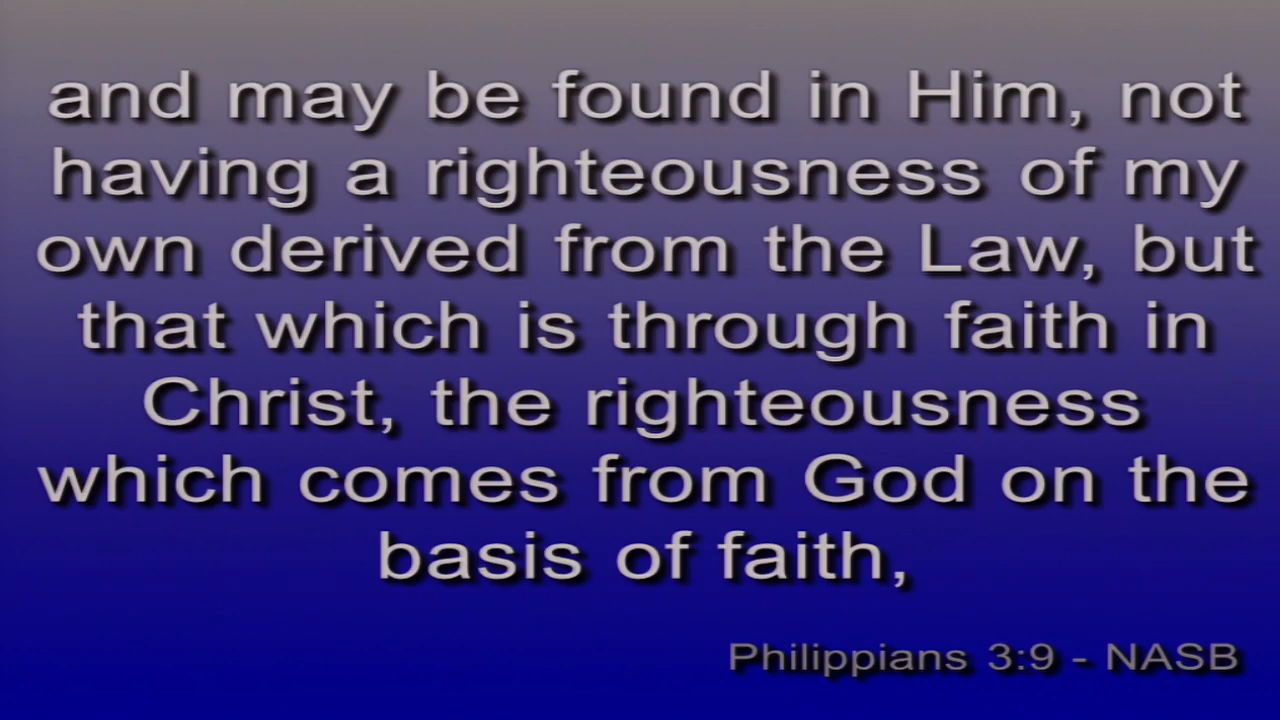 and may be found in Him, not
having a righteousness of my
own derived from the Law, but
that which is through faith in
Christ, the righteousness
which comes from God on the
basis of faith,
Philippians 3:9 - NASB